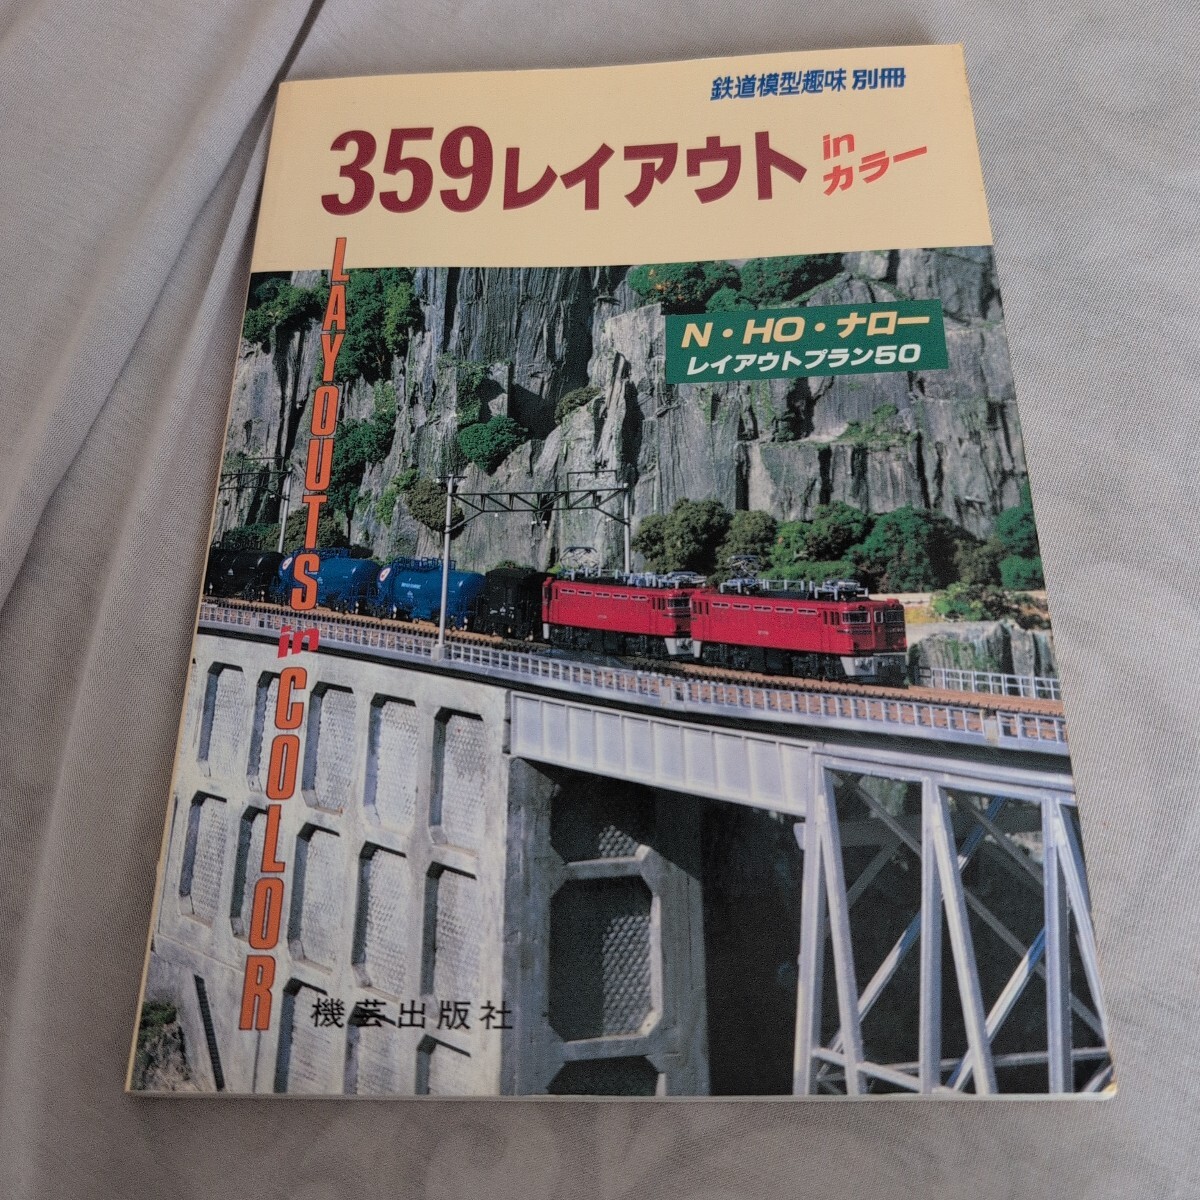 鉄道模型趣味 別冊
359レイアウト in カラー
LAYOUTS in COLOR
N・HO・ナロー
レイアウトプラン50
機芸出版社